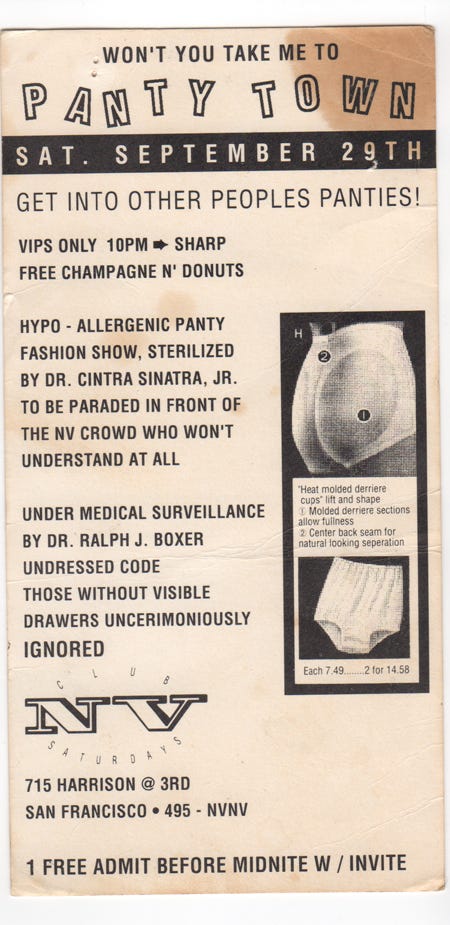 WON'T YOU TAKE ME TO
PANTY TOWN
SAT. SEPTEMBER 29TH
GET INTO OTHER PEOPLES PANTIES!
VIPS ONLY 10PM ➨ SHARP
FREE CHAMPAGNE N' DONUTS
HYPO - ALLERGENIC PANTY
FASHION SHOW, STERILIZED
BY DR. CINTRA SINATRA, JR.
TO BE PARADED IN FRONT OF
THE NV CROWD WHO WON'T
UNDERSTAND AT ALL
UNDER MEDICAL SURVEILLANCE
BY DR. RALPH J. BOXER
UNDRESSED CODE
THOSE WITHOUT VISIBLE
DRAWERS UNCERIMONIOUSLY
IGNORED
H
②
①
"Heat molded derriere
cups" lift and shape
① Molded derriere sections
allow fullness
② Center back seam for
natural looking seperation
Each 7.49.......2 for 14.58
CLUB
NV
SATURDAYS
715 HARRISON @ 3RD
SAN FRANCISCO • 495 - NVNV
1 FREE ADMIT BEFORE MIDNITE W / INVITE